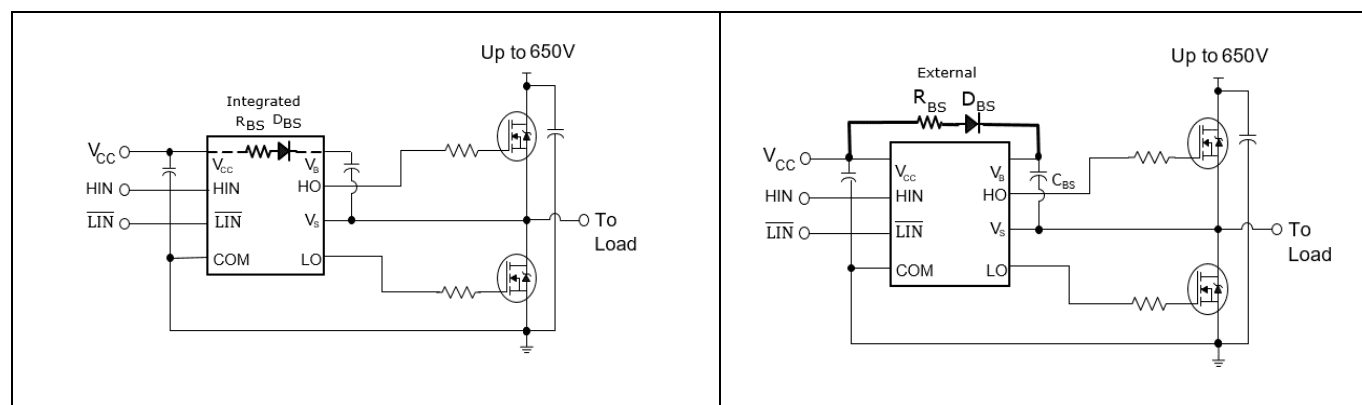 Up to 650V
Integrated
RBS DBS
VCC
VCC
VB
HIN
HIN
HO
LIN
LIN
VS
To
Load
COM
LO
Up to 650V
External
RBS
DBS
VCC
VCC
VB
CBS
HIN
HIN
HO
LIN
LIN
VS
To
Load
COM
LO